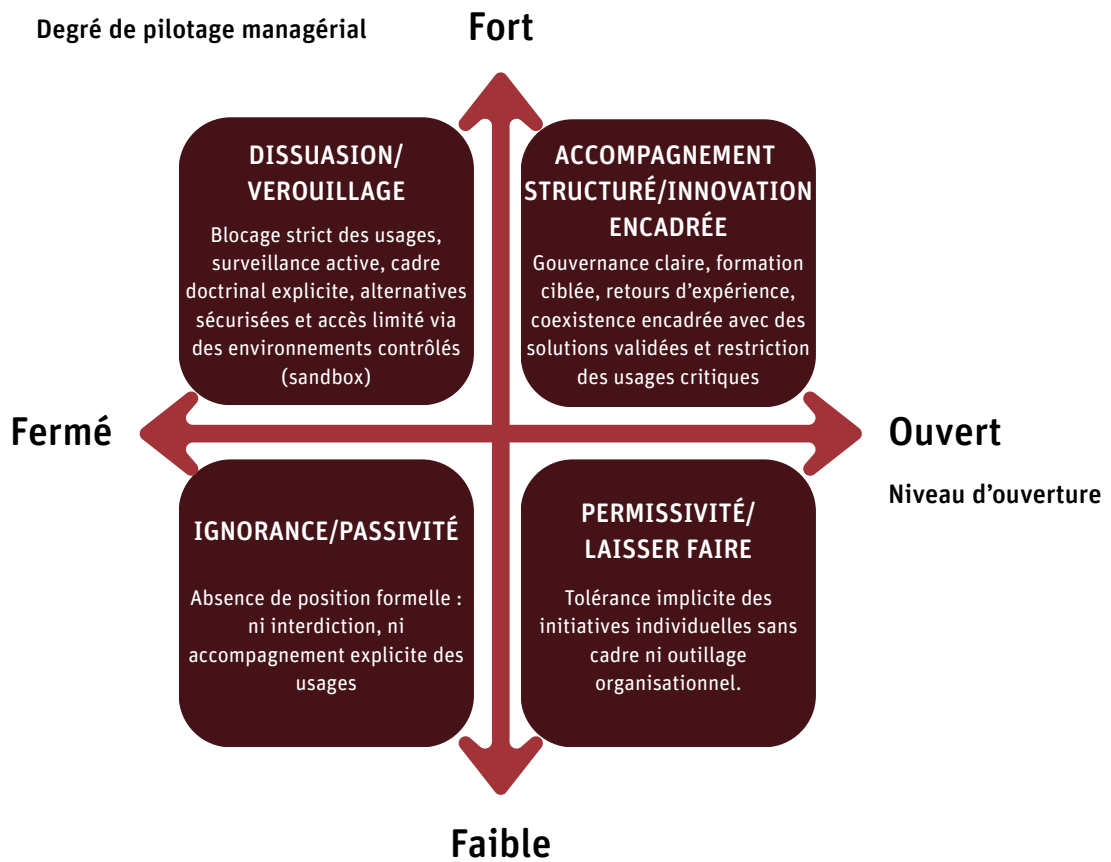 Degré de pilotage managérial
Fort
DISSUASION/
VEROUILLAGE
Blocage strict des usages,
surveillance active, cadre
doctrinal explicite, alternatives
sécurisées et accès limité via
des environnements contrôlés
(sandbox)
ACCOMPAGNEMENT
STRUCTURÉ/INNOVATION
ENCADRÉE
Gouvernance claire, formation
ciblée, retours d’expérience,
coexistence encadrée avec des
solutions validées et restriction
des usages critiques
Fermé
Ouvert
Niveau d’ouverture
IGNORANCE/PASSIVITÉ
Absence de position formelle :
ni interdiction, ni
accompagnement explicite des
usages
PERMISSIVITÉ/
LAISSER FAIRE
Tolérance implicite des
initiatives individuelles sans
cadre ni outillage
organisationnel.
Faible